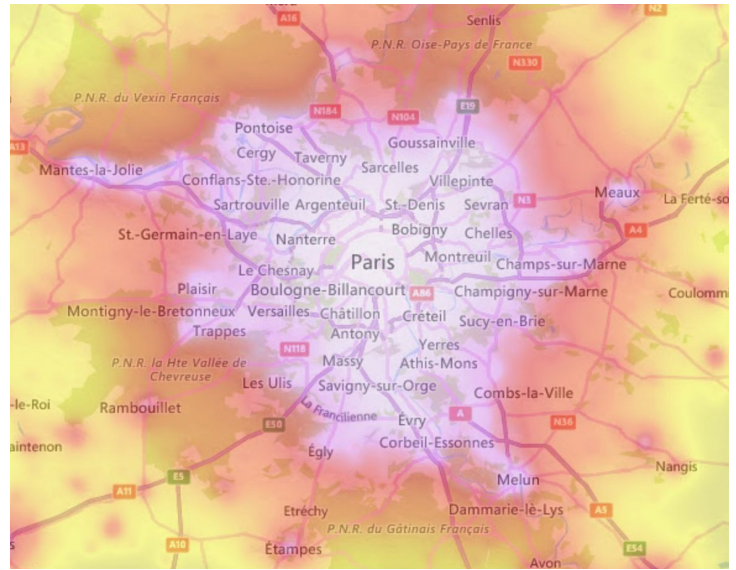 A16
Senlis
N2
P.N.R. Oise-Pays de France
N330
P.N.R. du Vexin Français
N184
N104
E19
A13
Pontoise
Goussainville
Cergy
Taverny
Sarcelles
Mantes-la-Jolie
Conflans-Ste.-Honorine
Villepinte
Meaux
N3
La Ferté-so
Sartrouville
Argenteuil
St.-Denis
Sevran
St.-Germain-en-Laye
Nanterre
Bobigny
Chelles
A4
Paris
Montreuil
Champs-sur-Marne
Le Chesnay
Plaisir
Boulogne-Billancourt
A86
Champigny-sur-Marne
Coulomm
Montigny-le-Bretonneux
Versailles
Châtillon
Créteil
Sucy-en-Brie
Trappes
Antony
Yerres
N118
P.N.R. la Hte Vallée de
Chevreuse
Massy
Athis-Mons
Les Ulis
Savigny-sur-Orge
Combs-la-Ville
-le-Roi
Rambouillet
La Francilienne
A
Évry
N36
E50
aintenon
Égly
Corbeil-Essonnes
Nangis
E5
A11
Melun
Etréchy
Dammarie-lè-Lys
A5
P.N.R. du Gâtinais Français
A10
Étampes
E54
Avon